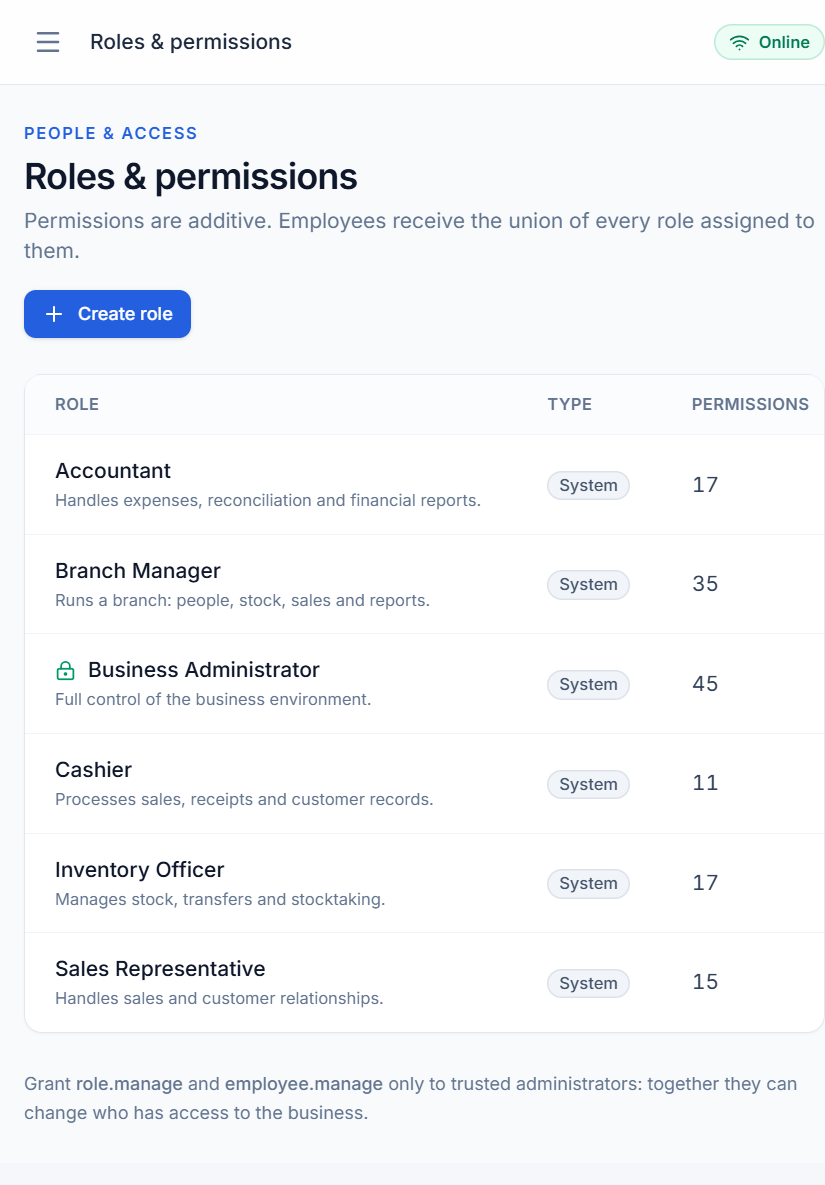 Roles & permissions
Online
PEOPLE & ACCESS
Roles & permissions
Permissions are additive. Employees receive the union of every role assigned to
them.
Create role
ROLE TYPE PERMISSIONS
Accountant
Handles expenses, reconciliation and financial reports.
System
17
Branch Manager
Runs a branch: people, stock, sales and reports.
System
35
Business Administrator
Full control of the business environment.
System
45
Cashier
Processes sales, receipts and customer records.
System
11
Inventory Officer
Manages stock, transfers and stocktaking.
System
17
Sales Representative
Handles sales and customer relationships.
System
15
Grant role.manage and employee.manage only to trusted administrators: together they can
change who has access to the business.